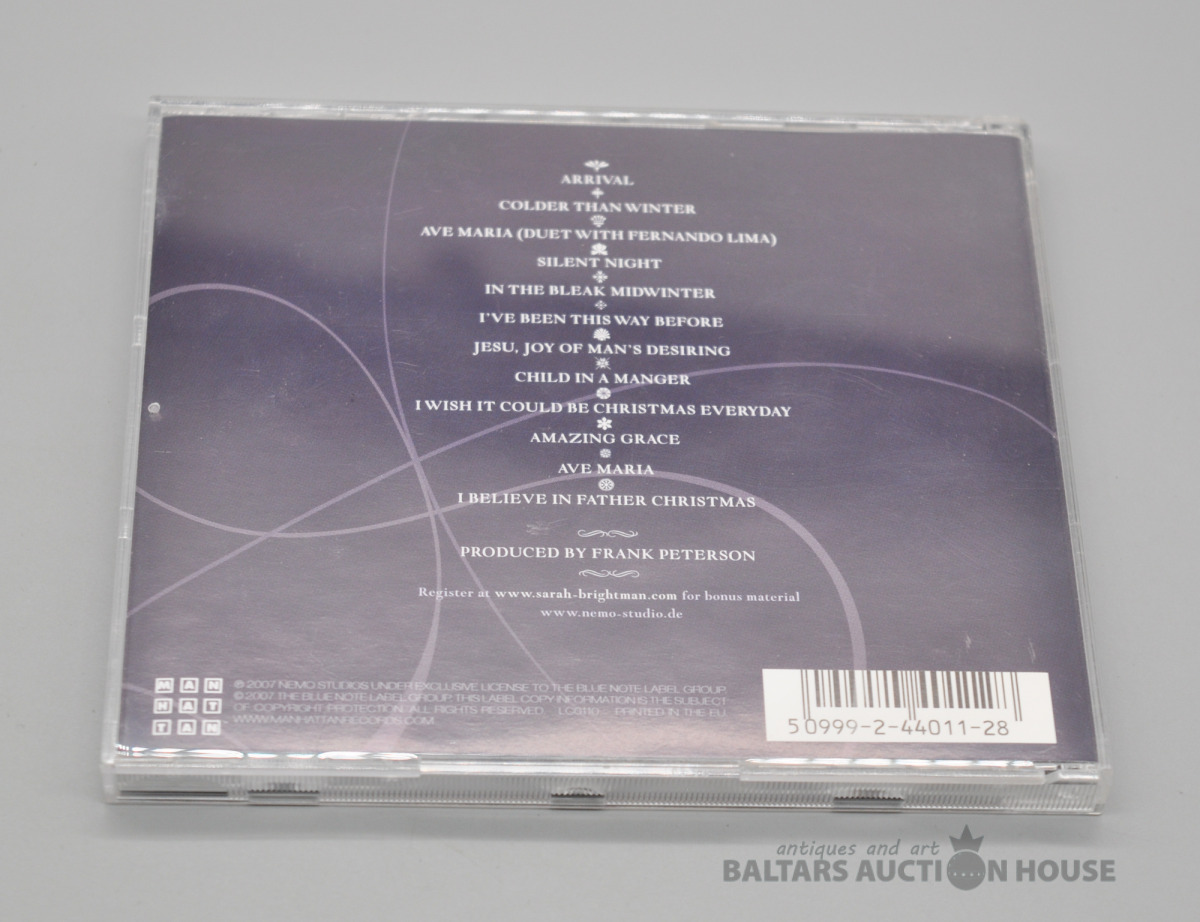 ARRIVAL
COLDER THAN WINTER
AVE MARIA (DUET WITH FERNANDO LIMA)
SILENT NIGHT
IN THE BLEAK MIDWINTER
I'VE BEEN THIS WAY BEFORE
JESU, JOY OF MAN'S DESIRING
CHILD IN A MANGER
I WISH IT COULD BE CHRISTMAS EVERYDAY
AMAZING GRACE
AVE MARIA
I BELIEVE IN FATHER CHRISTMAS
PRODUCED BY FRANK PETERSON
Register at www.sarah-brightman.com for bonus material
www.nemo-studio.de
MAN
HAT
TAN
℗ 2007 NEMO STUDIOS UNDER EXCLUSIVE LICENSE TO THE BLUE NOTE LABEL GROUP.
© 2007 THE BLUE NOTE LABEL GROUP. THIS LABEL COPY INFORMATION IS THE SUBJECT
OF COPYRIGHT PROTECTION. ALL RIGHTS RESERVED. LC0110 PRINTED IN THE EU.
WWW.MANHATTANRECORDS.COM
5 0999-2-44011-28
antiques and art
BALTARS AUCTION HOUSE